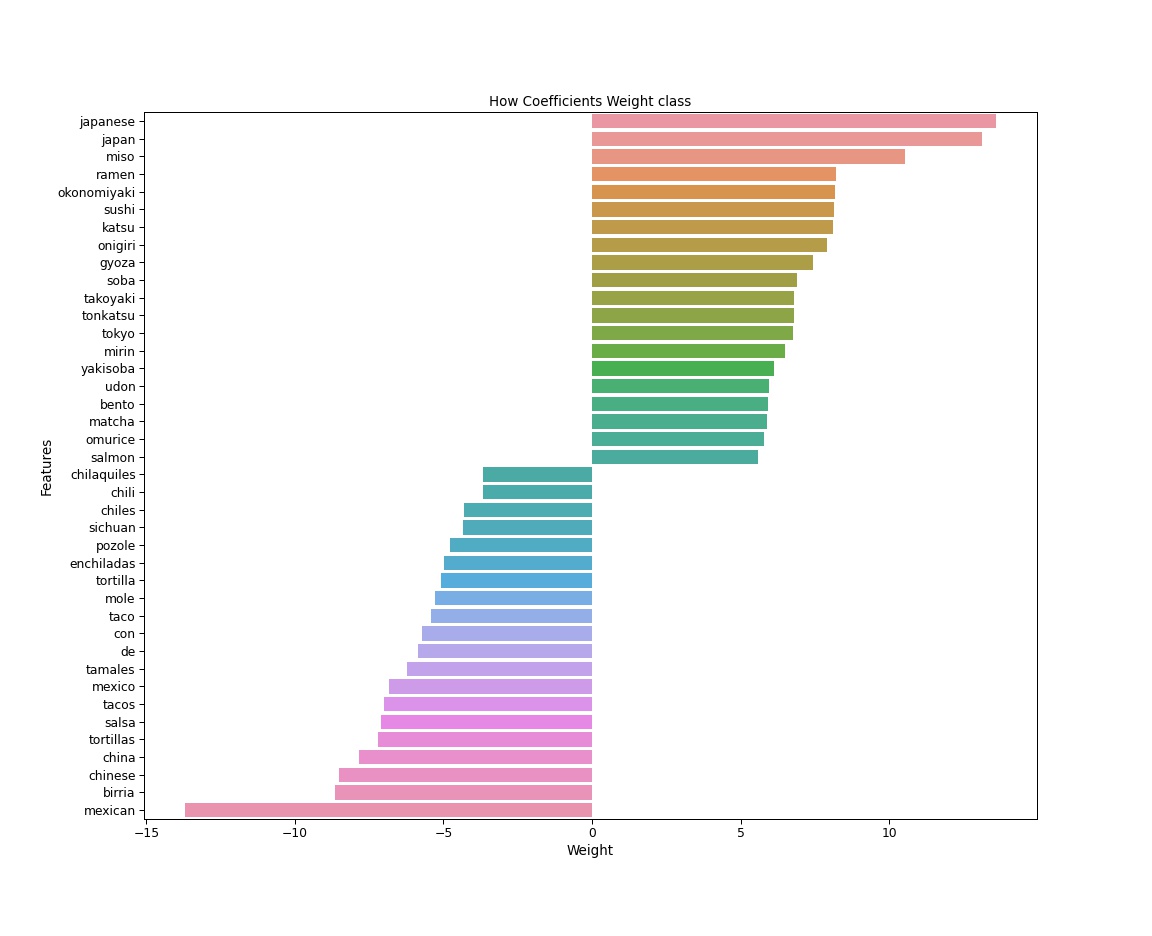 How Coefficients Weight class
japanese
japan
miso
ramen
okonomiyaki
sushi
katsu
onigiri
gyoza
soba
takoyaki
tonkatsu
tokyo
mirin
yakisoba
udon
bento
matcha
omurice
salmon
chilaquiles
chili
chiles
sichuan
pozole
enchiladas
tortilla
mole
taco
con
de
tamales
mexico
tacos
salsa
tortillas
china
chinese
birria
mexican
Features
−15 −10 −5 0 5 10
Weight